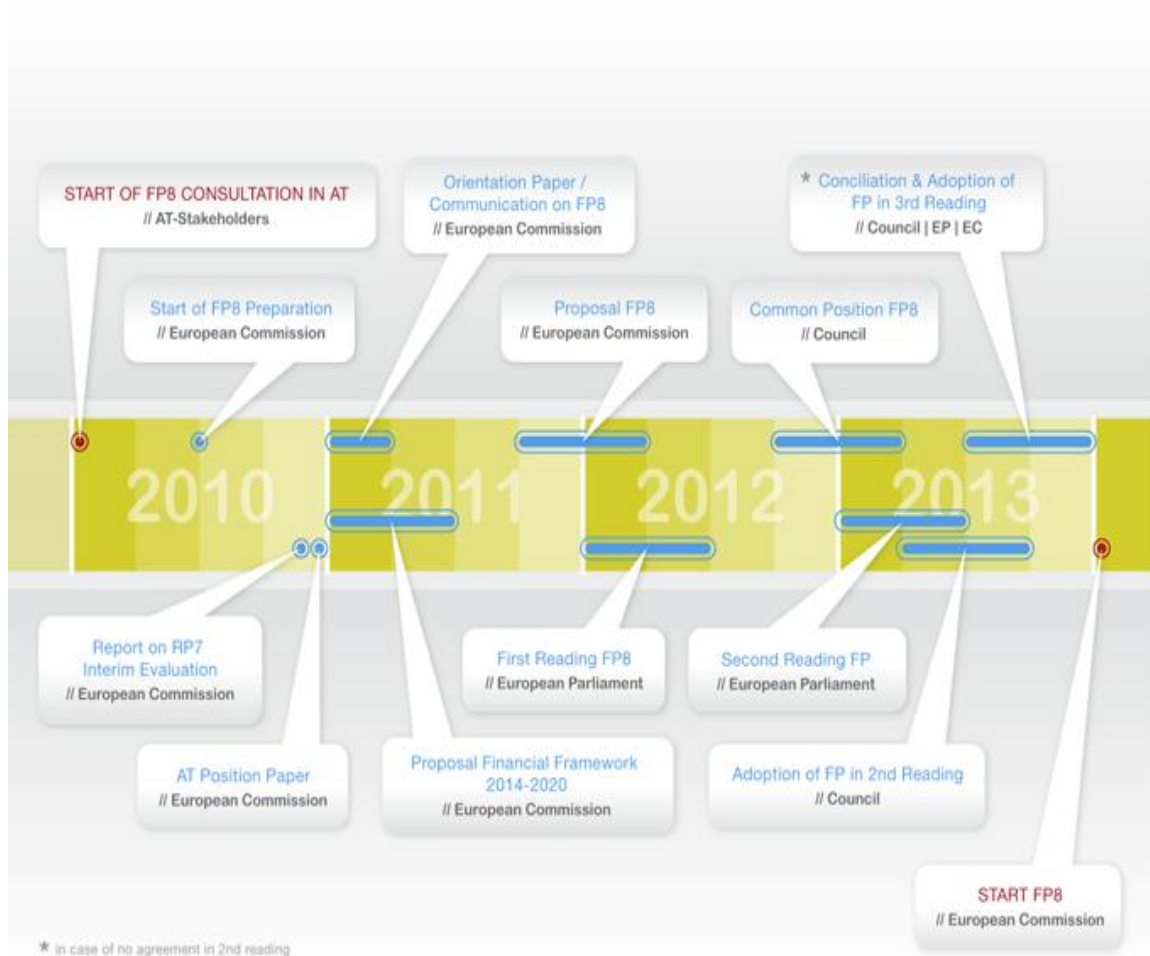 START OF FP8 CONSULTATION IN AT
// AT-Stakeholders
Orientation Paper /
Communication on FP8
// European Commission
* Conciliation & Adoption of
FP in 3rd Reading
// Council | EP | EC
Start of FP8 Preparation
// European Commission
Proposal FP8
// European Commission
Common Position FP8
// Council
2010
2011
2012
2013
Report on RP7
Interim Evaluation
// European Commission
First Reading FP8
// European Parliament
Second Reading FP
// European Parliament
AT Position Paper
// European Commission
Proposal Financial Framework
2014-2020
// European Commission
Adoption of FP in 2nd Reading
// Council
START FP8
// European Commission
* in case of no agreement in 2nd reading